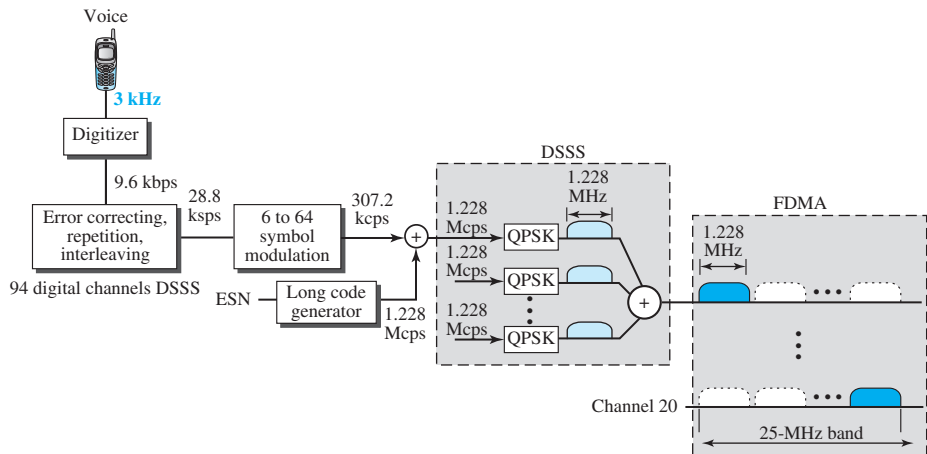 Voice
3 kHz
Digitizer
9.6 kbps
Error correcting,
repetition,
interleaving
94 digital channels DSSS
28.8
ksps
6 to 64
symbol
modulation
307.2
kcps
+
ESN
Long code
generator
1.228
Mcps
DSSS
1.228
Mcps
QPSK
1.228
MHz
1.228
Mcps
QPSK
1.228
Mcps
QPSK
+
FDMA
1.228
MHz
Channel 20
25-MHz band